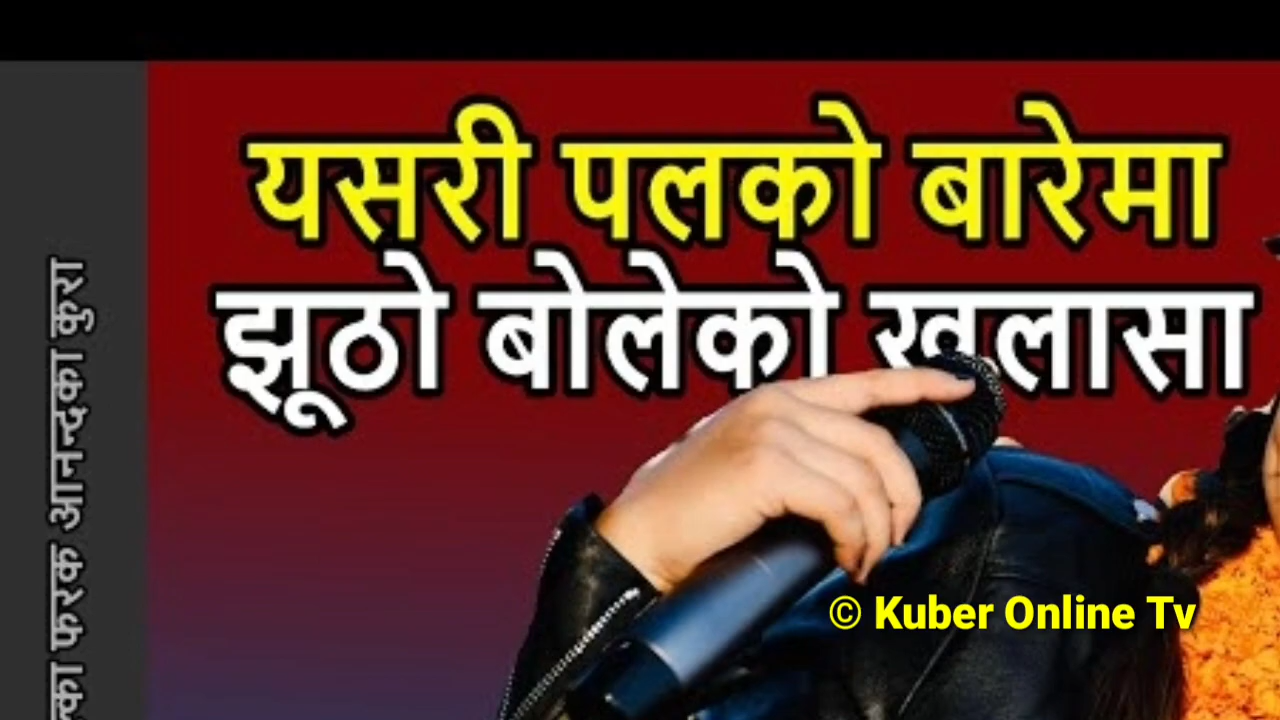 यसरी पलको बारेमा
झूठो बोलेको खुलासा
© Kuber Online Tv
का फरक आनन्दका कुरा